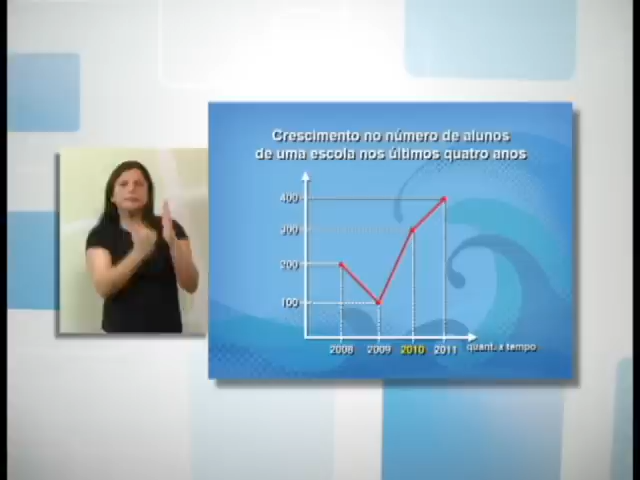 Crescimento no número de alunos
de uma escola nos últimos quatro anos
400
300
200
100
2008 2009 2010 2011 quant. x tempo